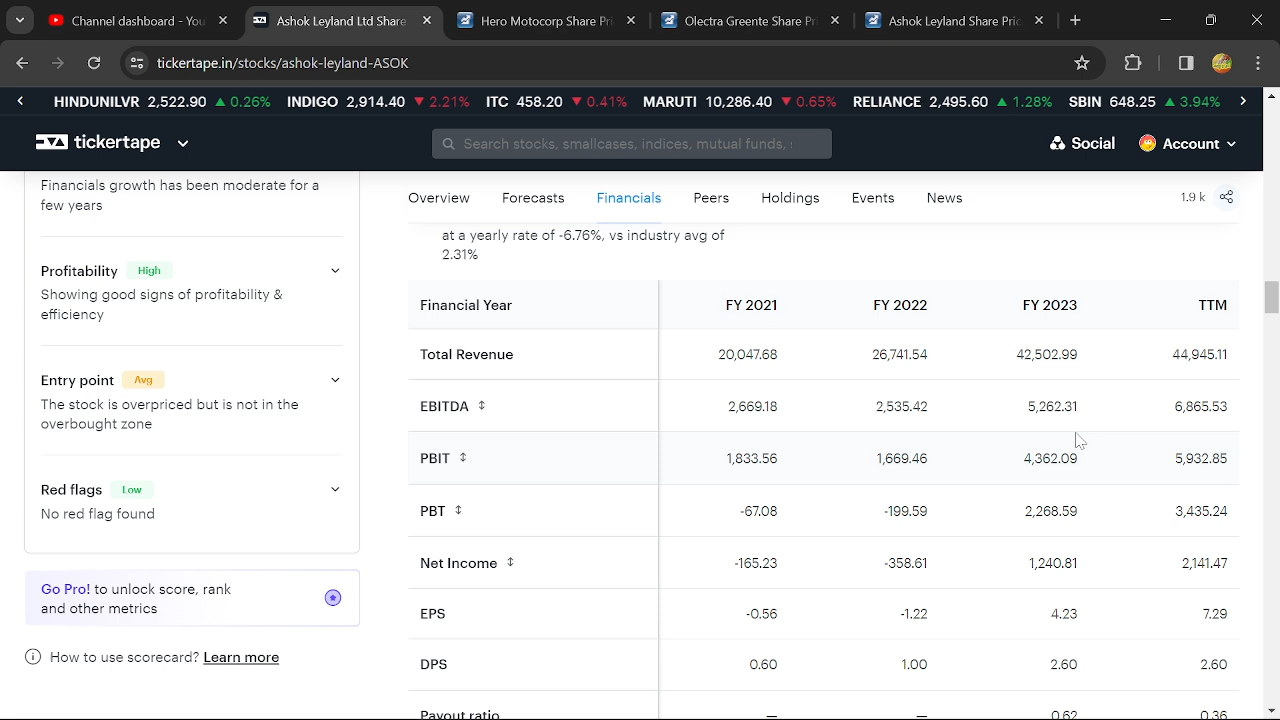 Channel dashboard - You
Ashok Leyland Ltd Share
Hero Motocorp Share Pri
Olectra Greente Share Pri
Ashok Leyland Share Pric
tickertape.in/stocks/ashok-leyland-ASOK
HINDUNILVR 2,522.90 ▲ 0.26% INDIGO 2,914.40 ▼ 2.21% ITC 458.20 ▼ 0.41% MARUTI 10,286.40 ▼ 0.65% RELIANCE 2,495.60 ▲ 1.28% SBIN 648.25 ▲ 3.94%
tickertape
Search stocks, smallcases, indices, mutual funds, :
Social
Account
Financials growth has been moderate for a
few years
Profitability High
Showing good signs of profitability &
efficiency
Entry point Avg
The stock is overpriced but is not in the
overbought zone
Red flags Low
No red flag found
Go Pro! to unlock score, rank
and other metrics
How to use scorecard? Learn more
Overview Forecasts Financials Peers Holdings Events News 1.9 k
at a yearly rate of -6.76%, vs industry avg of
2.31%
Financial Year FY 2021 FY 2022 FY 2023 TTM
Total Revenue 20,047.68 26,741.54 42,502.99 44,945.11
EBITDA 2,669.18 2,535.42 5,262.31 6,865.53
PBIT 1,833.56 1,669.46 4,362.09 5,932.85
PBT -67.08 -199.59 2,268.59 3,435.24
Net Income -165.23 -358.61 1,240.81 2,141.47
EPS -0.56 -1.22 4.23 7.29
DPS 0.60 1.00 2.60 2.60
Payout ratio — — 0.62 0.36